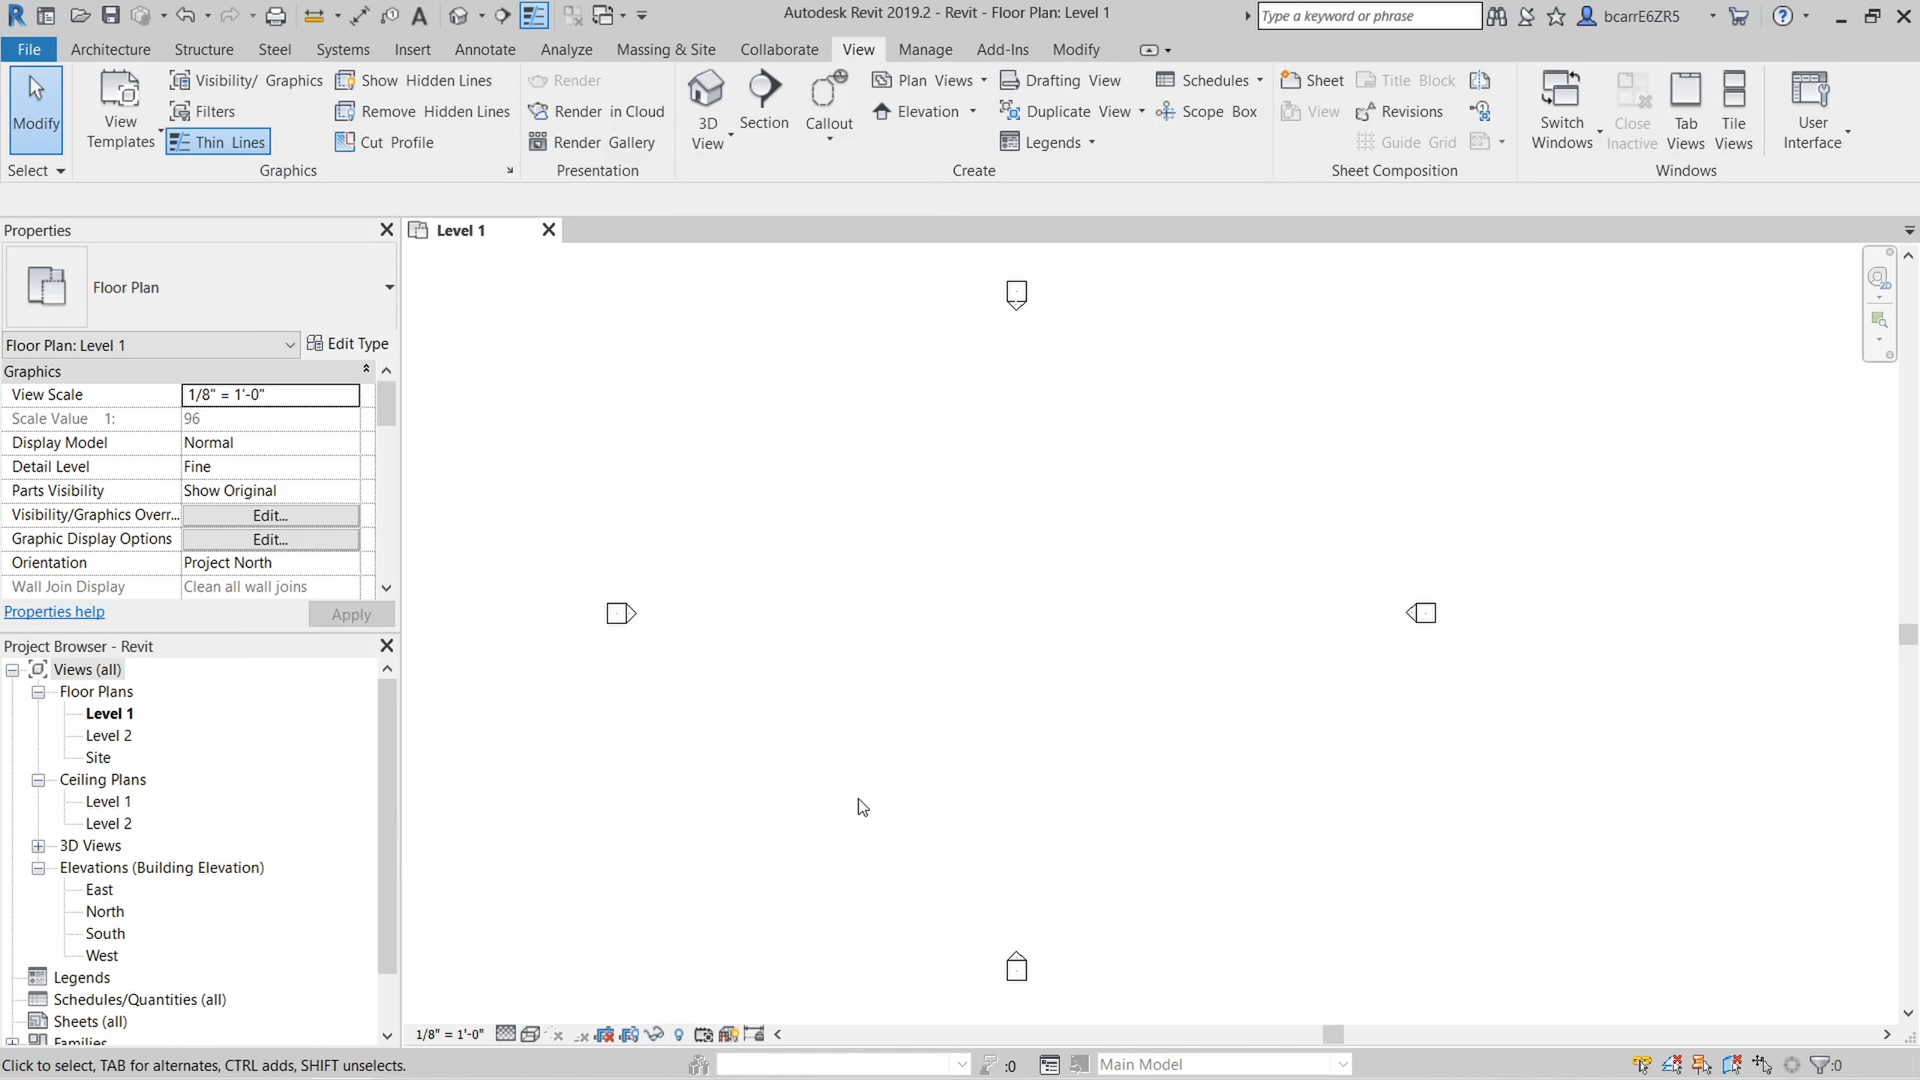 Autodesk Revit 2019.2 - Revit - Floor Plan: Level 1
Type a keyword or phrase
bcarrE6ZR5
File Architecture Structure Steel Systems Insert Annotate Analyze Massing & Site Collaborate View Manage Add-Ins Modify
Modify
View Templates
Visibility/ Graphics
Filters
Thin Lines
Show Hidden Lines
Remove Hidden Lines
Cut Profile
Render
Render in Cloud
Render Gallery
3D View
Section
Callout
Plan Views
Elevation
Drafting View
Duplicate View
Legends
Schedules
Scope Box
Sheet
View
Title Block
Revisions
Guide Grid
Switch Windows
Close Inactive
Tab Views
Tile Views
User Interface
Select
Graphics
Presentation
Create
Sheet Composition
Windows
Properties
Floor Plan
Floor Plan: Level 1
Edit Type
Graphics
View Scale 1/8" = 1'-0"
Scale Value 1: 96
Display Model Normal
Detail Level Fine
Parts Visibility Show Original
Visibility/Graphics Overr... Edit...
Graphic Display Options Edit...
Orientation Project North
Wall Join Display Clean all wall joins
Properties help
Apply
Project Browser - Revit
Views (all)
Floor Plans
Level 1
Level 2
Site
Ceiling Plans
Level 1
Level 2
3D Views
Elevations (Building Elevation)
East
North
South
West
Legends
Schedules/Quantities (all)
Sheets (all)
Families
Level 1
2D
1/8" = 1'-0"
Click to select, TAB for alternates, CTRL adds, SHIFT unselects.
:0
Main Model
:0